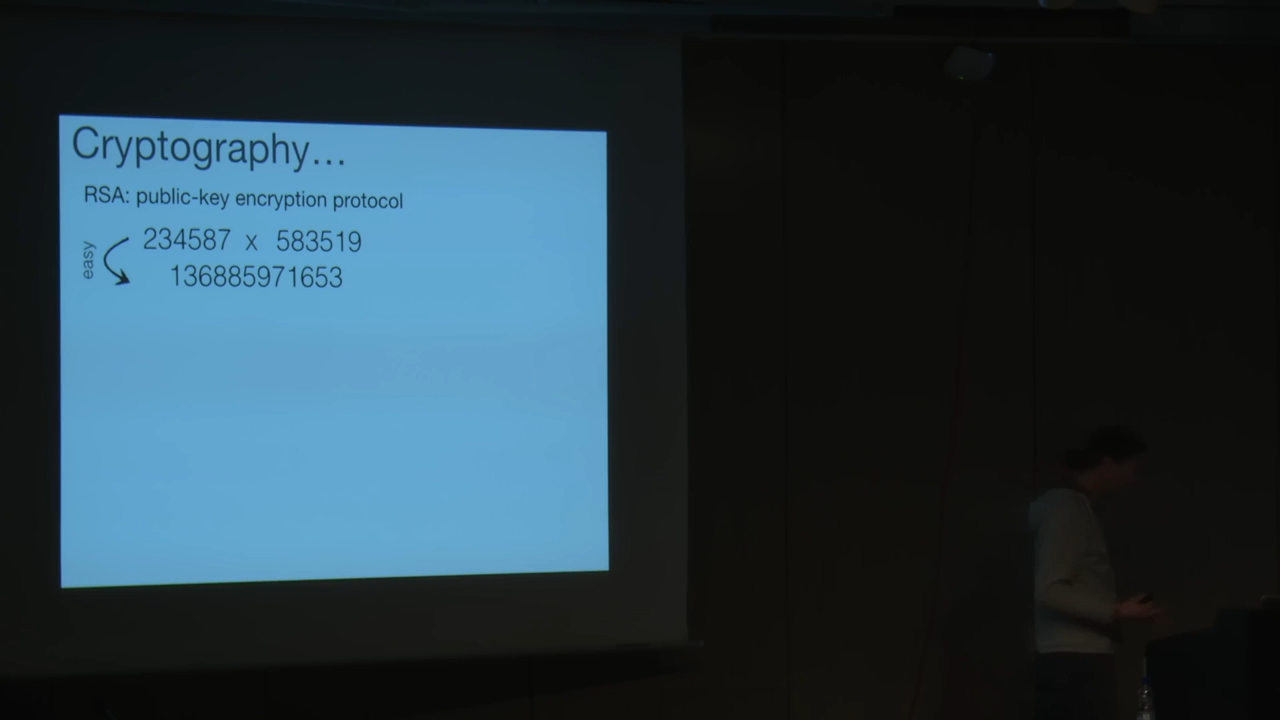 Cryptography...
RSA: public-key encryption protocol
234587 x 583519
easy
136885971653